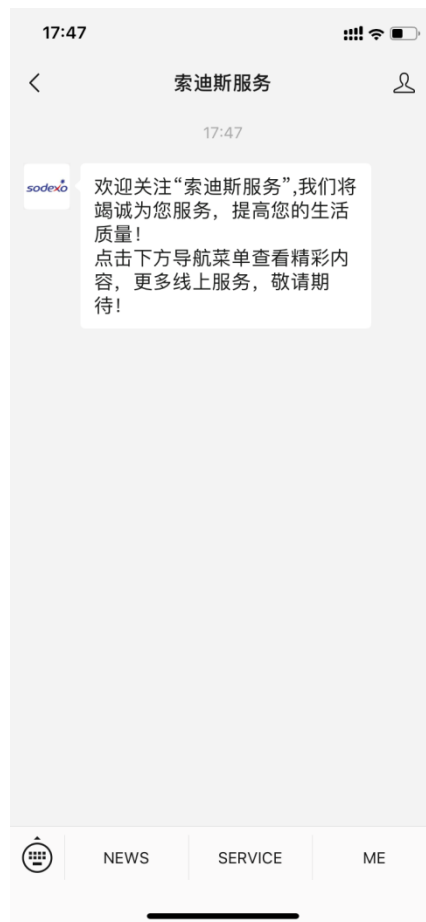 17:47
索迪斯服务
17:47
sodexo
欢迎关注“索迪斯服务”,我们将
竭诚为您服务，提高您的生活
质量！
点击下方导航菜单查看精彩内
容，更多线上服务，敬请期
待！
NEWS
SERVICE
ME